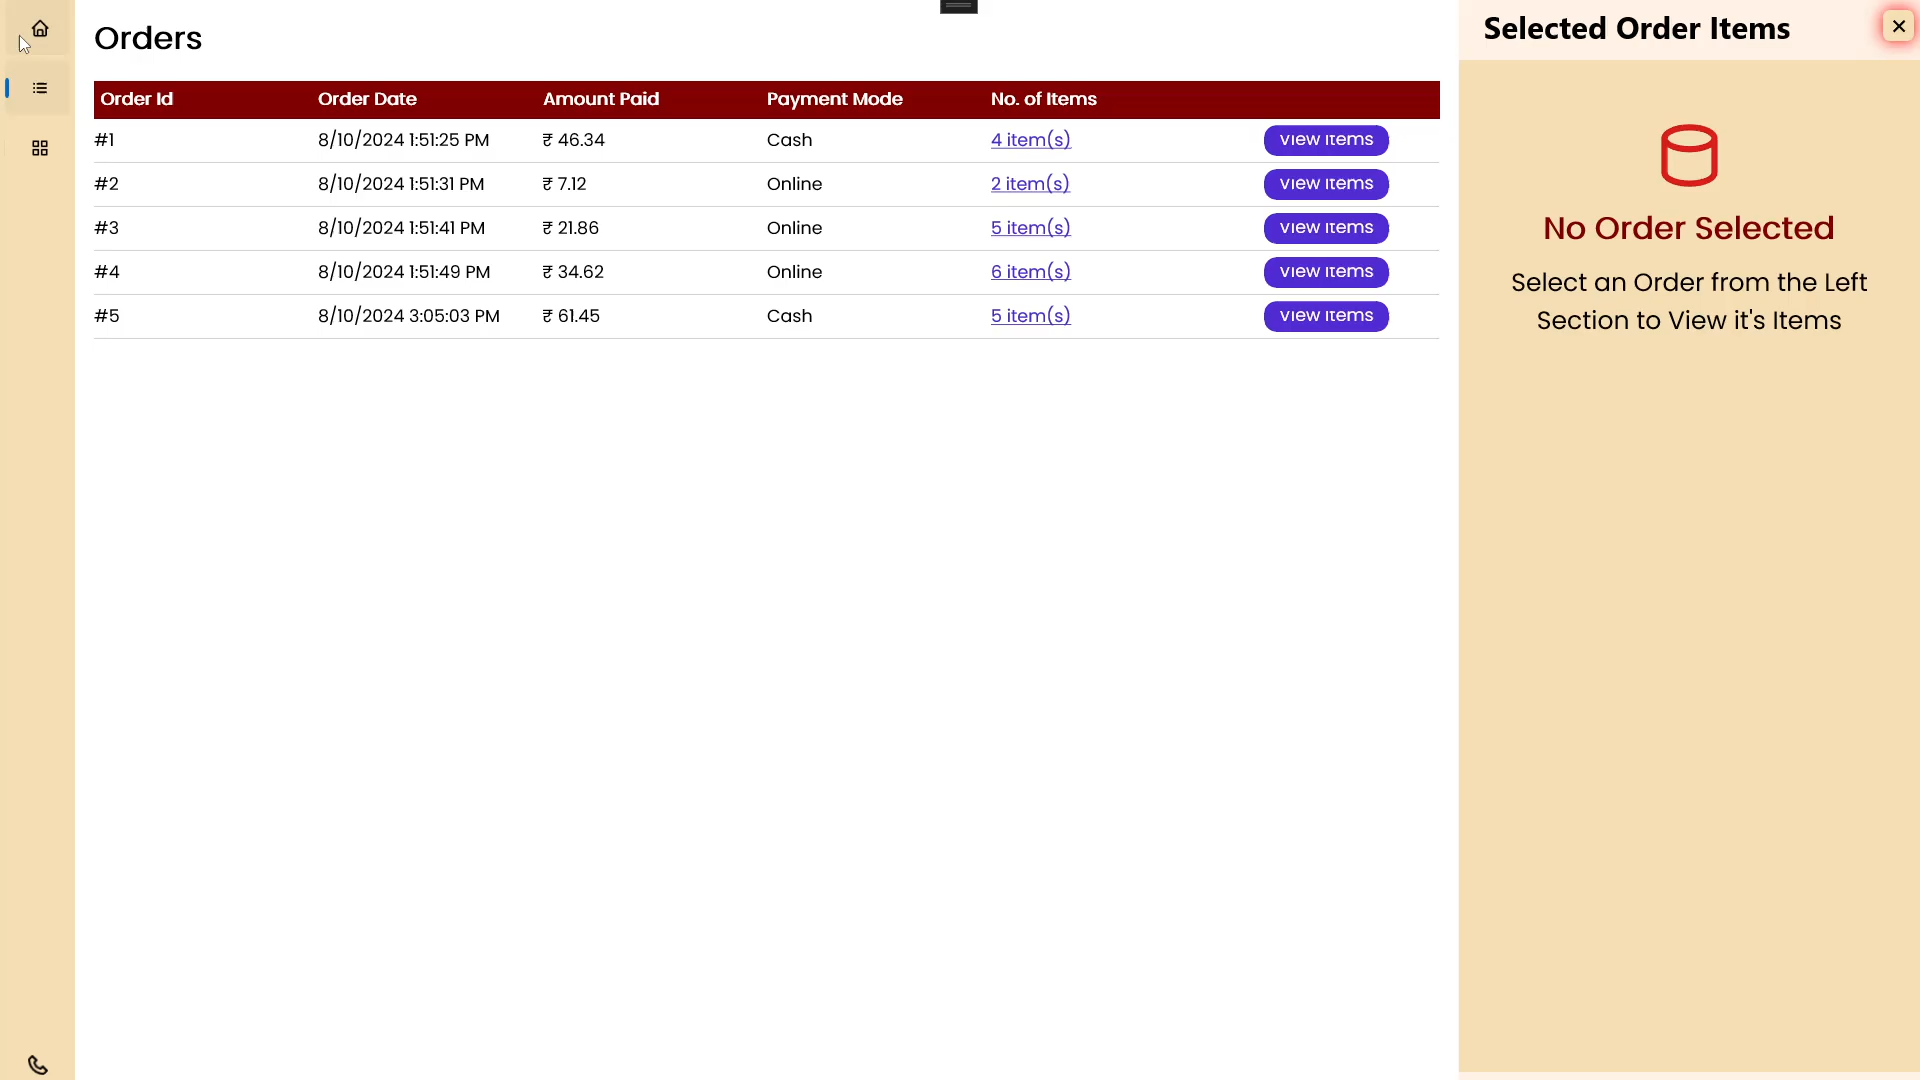 Orders
Selected Order Items
Order Id Order Date Amount Paid Payment Mode No. of Items
#1 8/10/2024 1:51:25 PM ₹ 46.34 Cash 4 item(s) View Items
#2 8/10/2024 1:51:31 PM ₹ 7.12 Online 2 item(s) View Items
#3 8/10/2024 1:51:41 PM ₹ 21.86 Online 5 item(s) View Items
#4 8/10/2024 1:51:49 PM ₹ 34.62 Online 6 item(s) View Items
#5 8/10/2024 3:05:03 PM ₹ 61.45 Cash 5 item(s) View Items
No Order Selected
Select an Order from the Left
Section to View it's Items